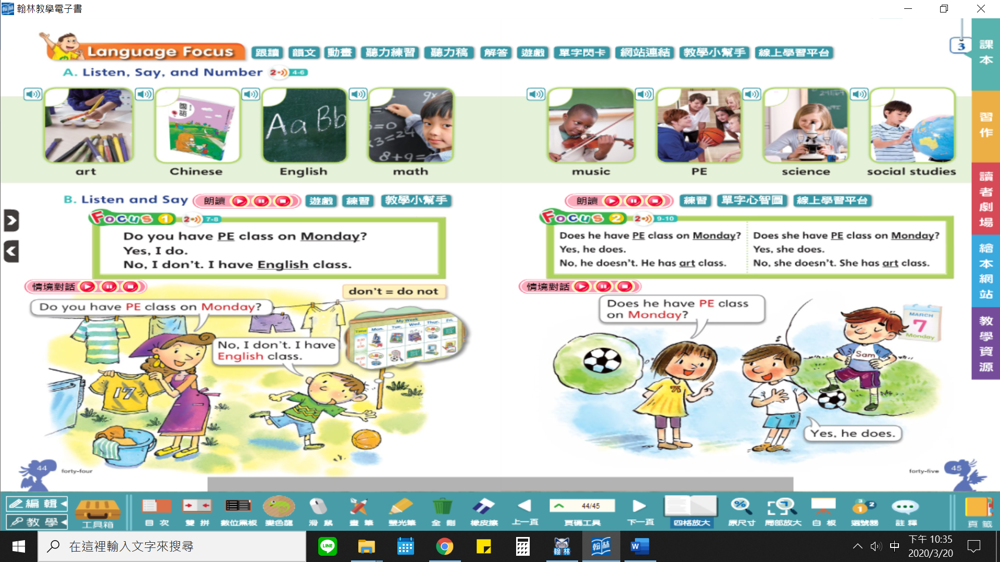 翰林教學電子書
Language Focus
跟讀 韻文 動畫 聽力練習 聽力稿 解答 遊戲 單字閃卡 網站連結 教學小幫手 線上學習平台
3
A. Listen, Say, and Number 2 4-6
國語
Aa Bb
8+9=
art Chinese English math music PE science social studies
B. Listen and Say 朗讀 遊戲 練習 教學小幫手
朗讀 練習 單字心智圖 線上學習平台
Focus 1 2 7-8
Do you have PE class on Monday?
Yes, I do.
No, I don't. I have English class.
Focus 2 2 9-10
Does he have PE class on Monday?
Yes, he does.
No, he doesn't. He has art class.
Does she have PE class on Monday?
Yes, she does.
No, she doesn't. She has art class.
情境對話
don't = do not
Do you have PE class on Monday?
No, I don't. I have
English class.
My Week
Time Mon. Tue. Wed. Thur. Fri.
17
情境對話
Does he have PE class
on Monday?
MARCH
7
Monday
Sam
Yes, he does.
44 forty-four
forty-five 45
課本
習作
讀者劇場
繪本網站
教學資源
編輯
教學
工具箱 目次 雙拼 數位黑板 變色龍 滑鼠 畫筆 螢光筆 全刪 橡皮擦 上一頁 44/45 頁碼工具 下一頁 四格放大 原尺寸 局部放大 白板 選號器 註釋 頁籤
在這裡輸入文字來搜尋
LINE
翰林
翰林
W
中
下午 10:35
2020/3/20